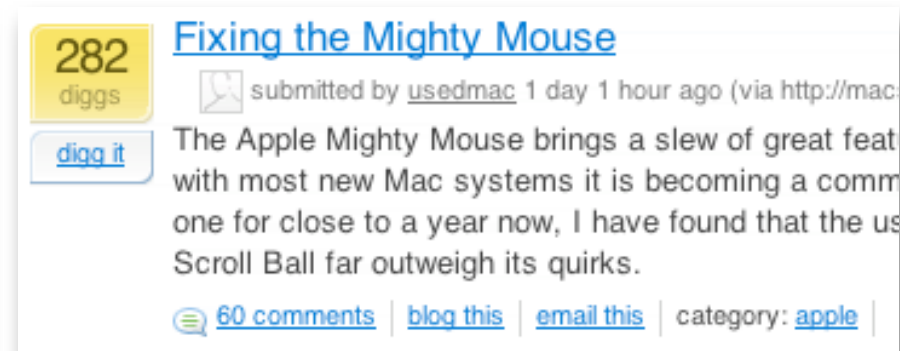 282
diggs
digg it
Fixing the Mighty Mouse
submitted by usedmac 1 day 1 hour ago (via http://mac
The Apple Mighty Mouse brings a slew of great feat
with most new Mac systems it is becoming a comm
one for close to a year now, I have found that the us
Scroll Ball far outweigh its quirks.
60 comments | blog this | email this | category: apple |